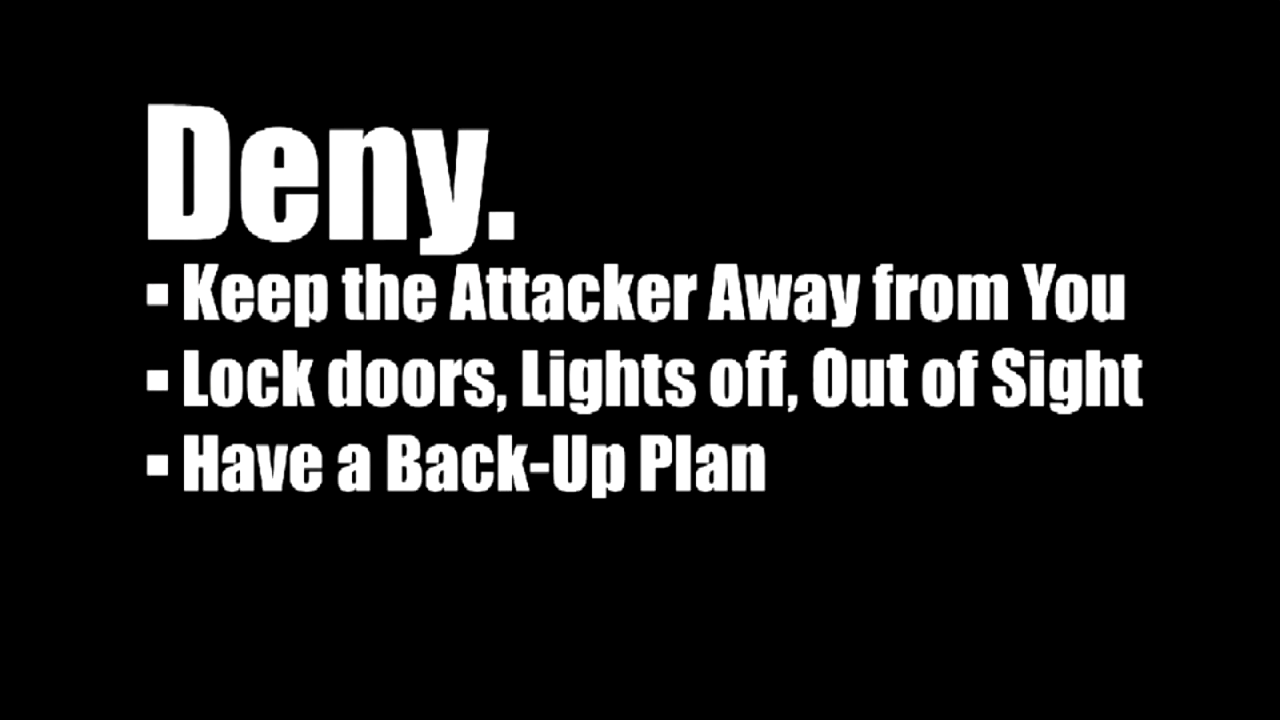 Deny.
▪ Keep the Attacker Away from You
▪ Lock doors, Lights off, Out of Sight
▪ Have a Back-Up Plan